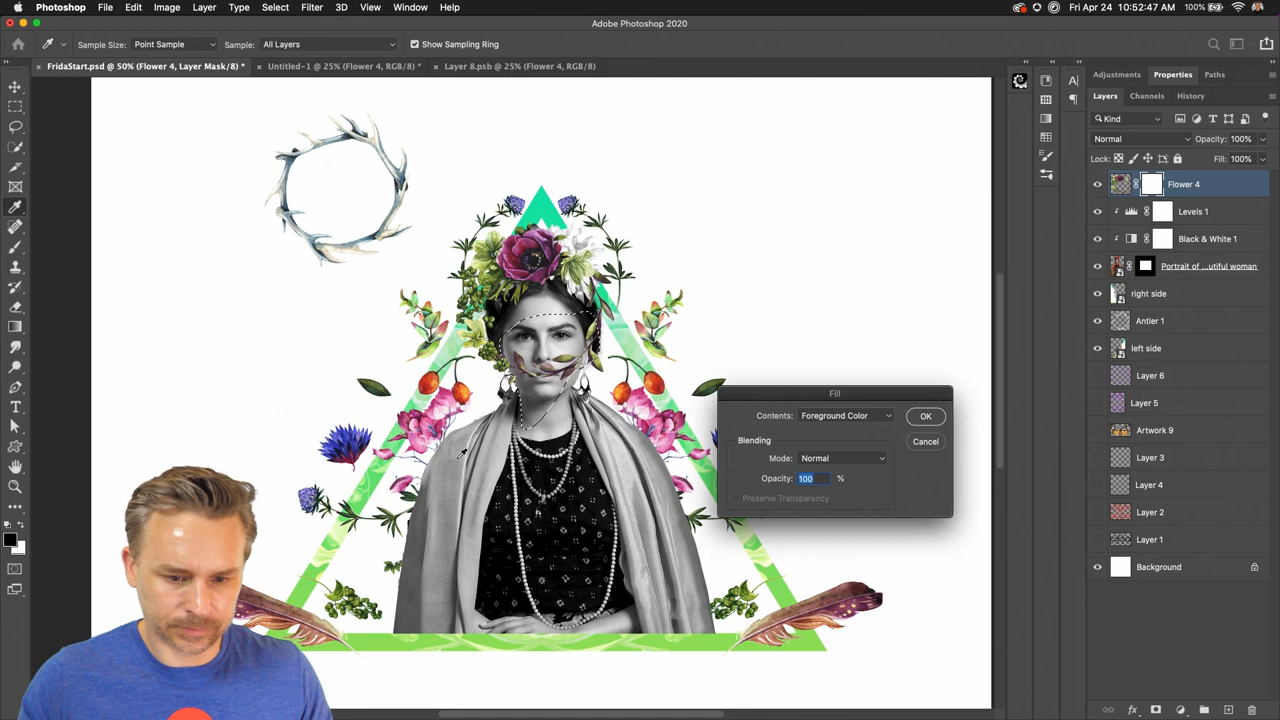 Photoshop File Edit Image Layer Type Select Filter 3D View Window Help 100% Fri Apr 24 10:52:47 AM
Adobe Photoshop 2020
Sample Size: Point Sample Sample: All Layers Show Sampling Ring
FridaStart.psd @ 50% (Flower 4, Layer Mask/8) * Untitled-1 @ 25% (Flower 4, RGB/8) * Layer 8.psb @ 25% (Flower 4, RGB/8)
Adjustments Properties Paths
Layers Channels History
Kind
Normal Opacity: 100%
Lock: Fill: 100%
Flower 4
Levels 1
Black & White 1
Portrait of ...utiful woman
right side
Antler 1
left side
Layer 6
Layer 5
Artwork 9
Layer 3
Layer 4
Layer 2
Layer 1
Background
Fill
Contents: Foreground Color OK
Blending Cancel
Mode: Normal
Opacity: 100 %
Preserve Transparency